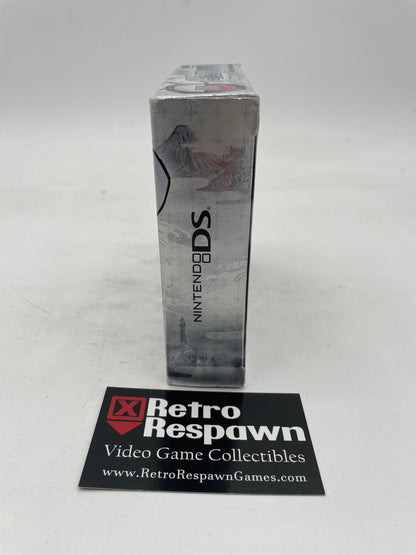 NINTENDO DS®
Retro
Respawn
Video Game Collectibles
www.RetroRespawnGames.com